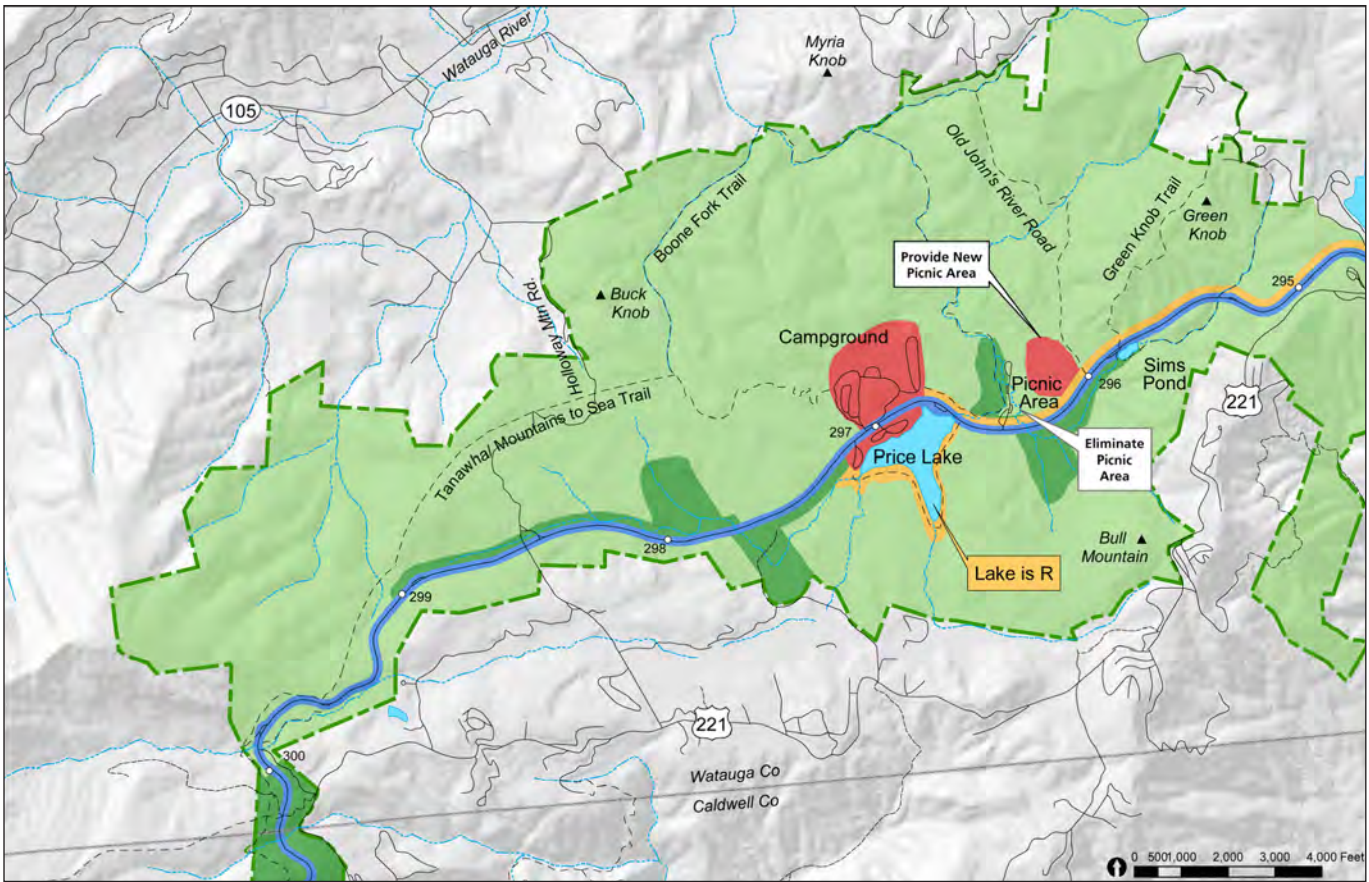 Watauga River
Myria
Knob
105
Old John's River Road
Boone Fork Trail
Green Knob Trail
Green
Knob
Provide New
Picnic Area
Holloway Mtn Rd.
Buck
Knob
295
Campground
Sims
Pond
Picnic
Area
296
221
Tanawha/ Mountains to Sea Trail
297
Price Lake
Eliminate
Picnic
Area
298
Bull
Mountain
Lake is R
299
221
300
Watauga Co
Caldwell Co
0 5001,000 2,000 3,000 4,000 Feet